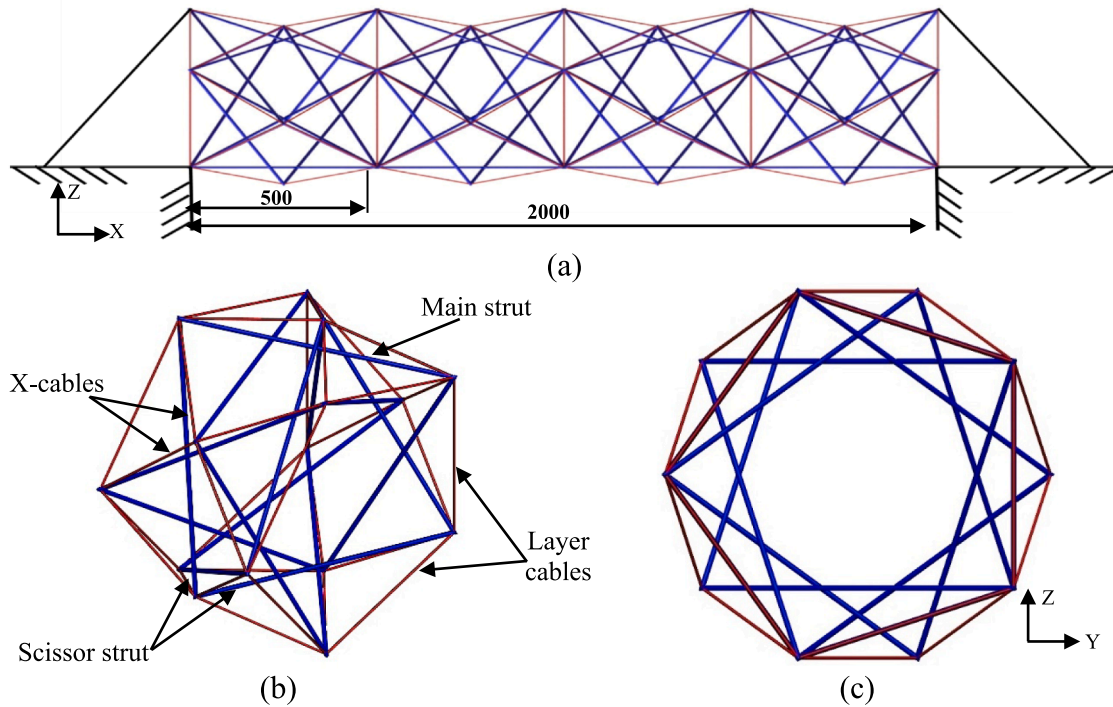 Z
X
500
2000
(a)
Main strut
X-cables
Layer
cables
Scissor strut
Z
Y
(b)
(c)